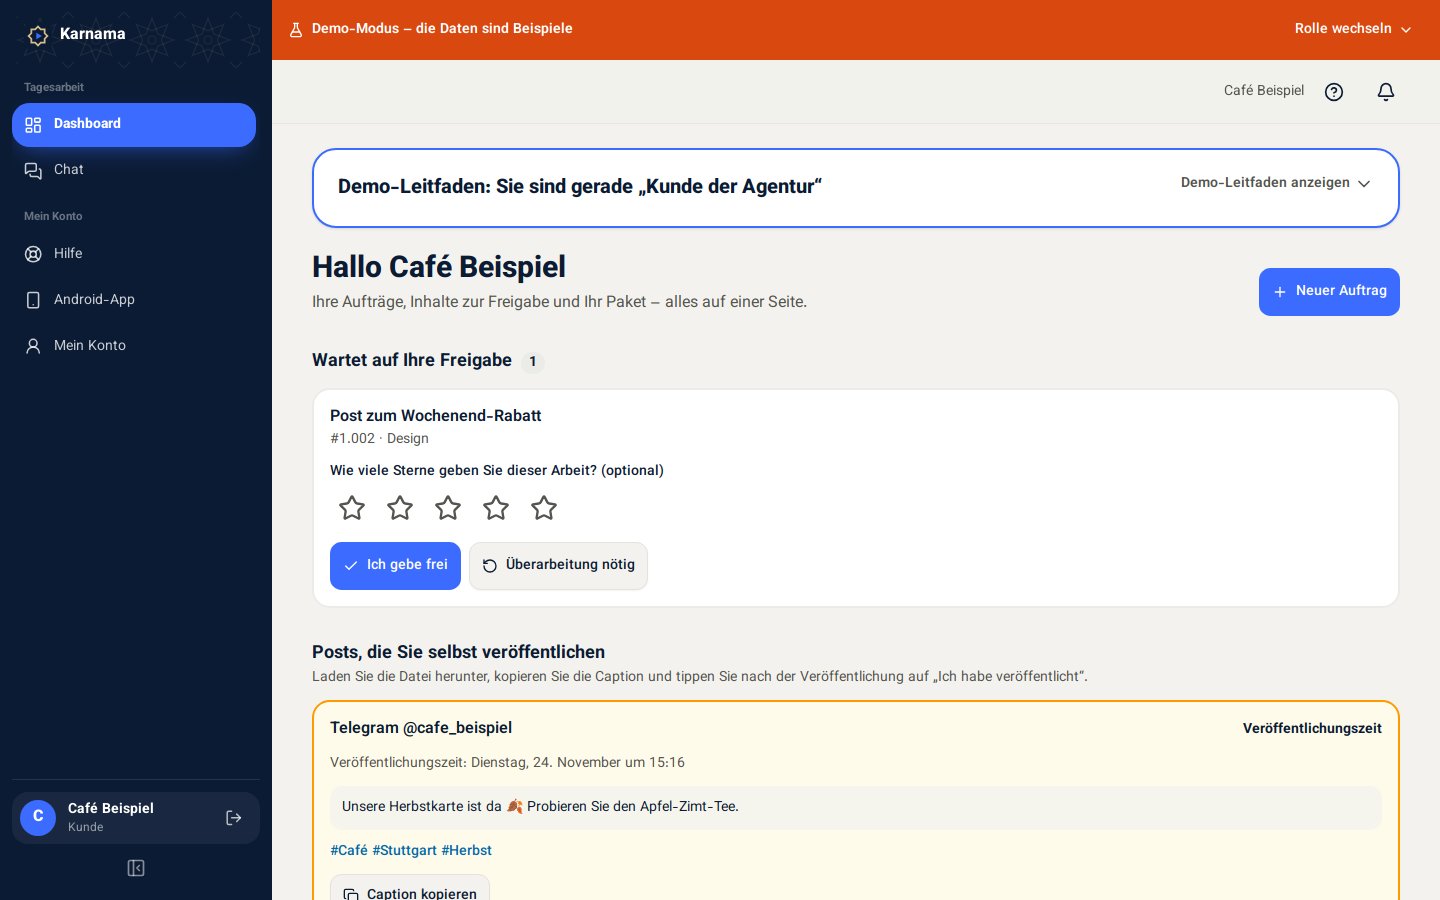 Karnama
Tagesarbeit
Dashboard
Chat
Mein Konto
Hilfe
Android-App
Mein Konto
C
Café Beispiel
Kunde
Demo-Modus – die Daten sind Beispiele
Rolle wechseln
Café Beispiel
Demo-Leitfaden: Sie sind gerade „Kunde der Agentur“
Demo-Leitfaden anzeigen
Hallo Café Beispiel
Ihre Aufträge, Inhalte zur Freigabe und Ihr Paket – alles auf einer Seite.
Neuer Auftrag
Wartet auf Ihre Freigabe 1
Post zum Wochenend-Rabatt
#1.002 · Design
Wie viele Sterne geben Sie dieser Arbeit? (optional)
Ich gebe frei
Überarbeitung nötig
Posts, die Sie selbst veröffentlichen
Laden Sie die Datei herunter, kopieren Sie die Caption und tippen Sie nach der Veröffentlichung auf „Ich habe veröffentlicht“.
Telegram @cafe_beispiel
Veröffentlichungszeit
Veröffentlichungszeit: Dienstag, 24. November um 15:16
Unsere Herbstkarte ist da 🍂 Probieren Sie den Apfel-Zimt-Tee.
#Café #Stuttgart #Herbst
Caption kopieren